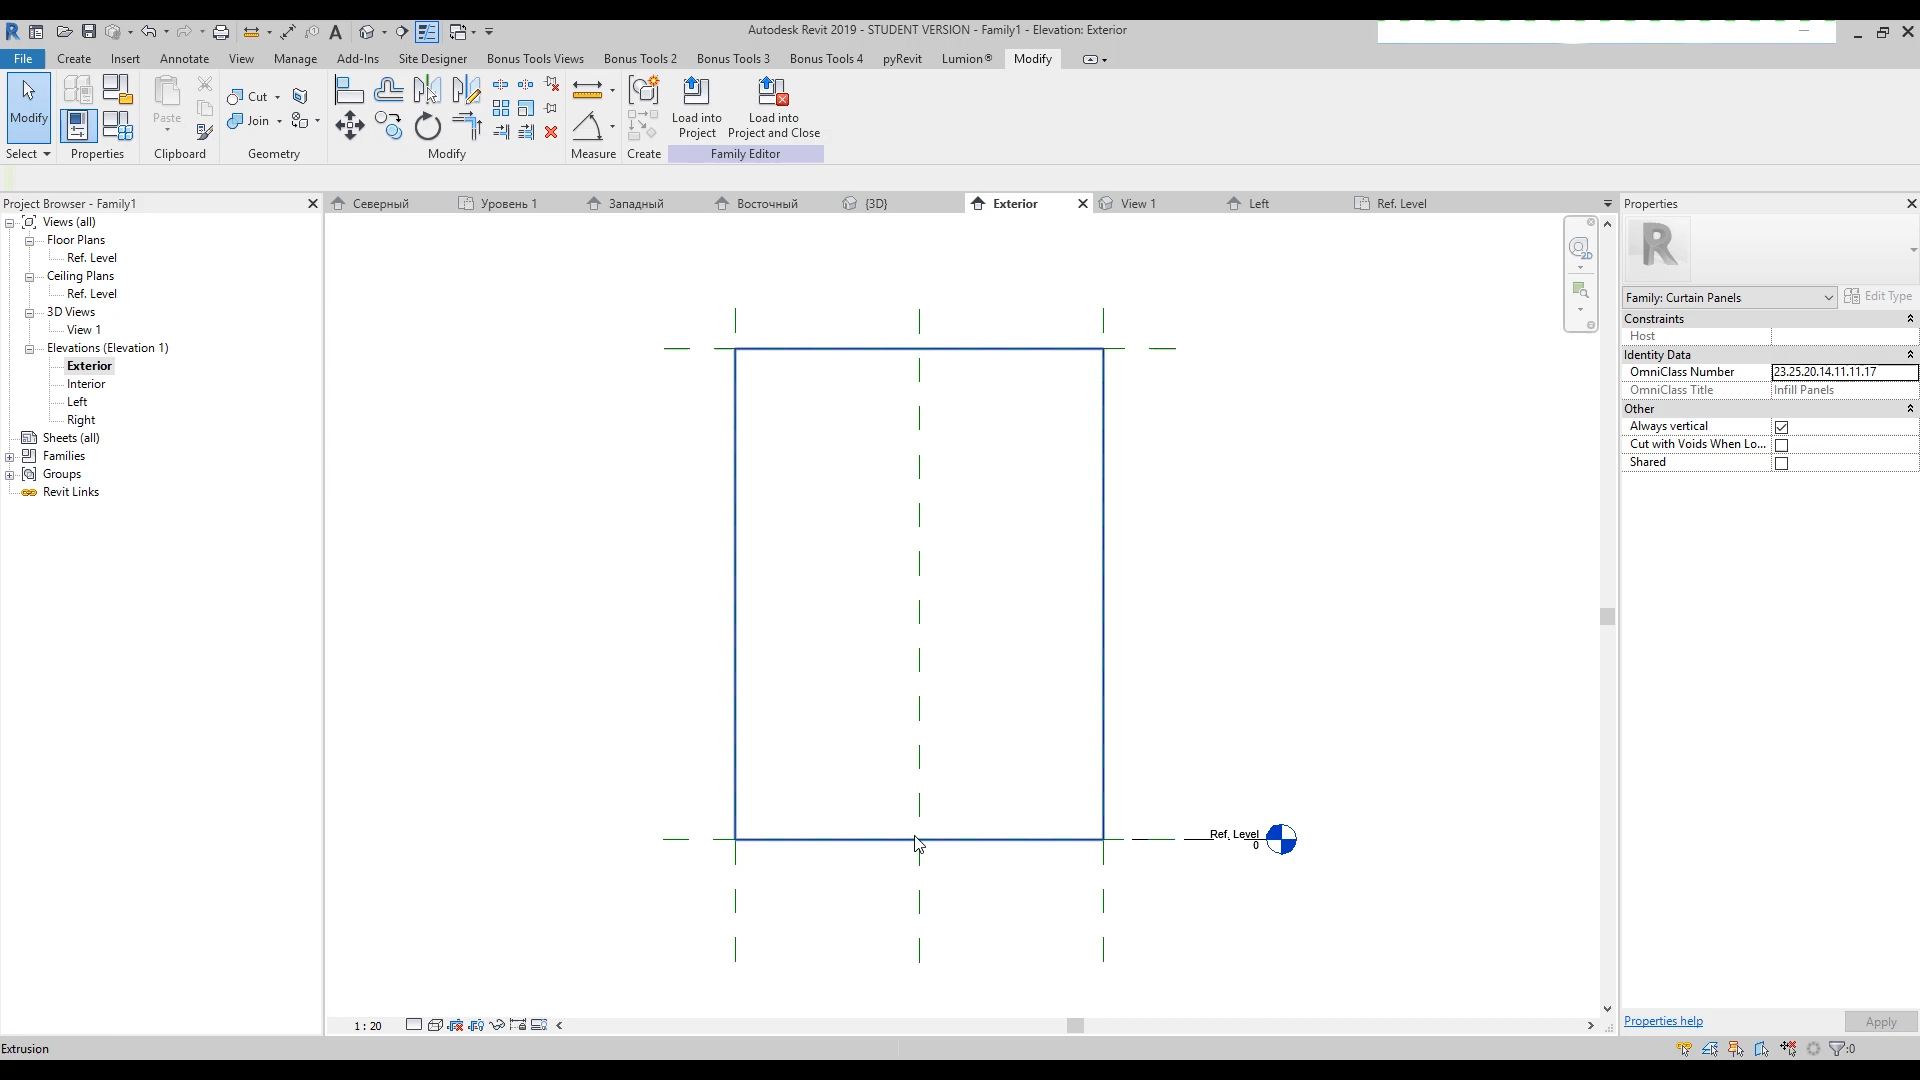 Autodesk Revit 2019 - STUDENT VERSION - Family1 - Elevation: Exterior
File Create Insert Annotate View Manage Add-Ins Site Designer Bonus Tools Views Bonus Tools 2 Bonus Tools 3 Bonus Tools 4 pyRevit Lumion® Modify
Modify Paste Cut Join Load into Project Load into Project and Close
Select Properties Clipboard Geometry Modify Measure Create Family Editor
Project Browser - Family1
Северный Уровень 1 Западный Восточный {3D} Exterior View 1 Left Ref. Level
Properties
Views (all)
Floor Plans
Ref. Level
Ceiling Plans
Ref. Level
3D Views
View 1
Elevations (Elevation 1)
Exterior
Interior
Left
Right
Sheets (all)
Families
Groups
Revit Links
2D
Ref. Level
0
R
Family: Curtain Panels Edit Type
Constraints
Host
Identity Data
OmniClass Number 23.25.20.14.11.11.17
OmniClass Title Infill Panels
Other
Always vertical
Cut with Voids When Lo...
Shared
1 : 20
Properties help Apply
Extrusion
:0